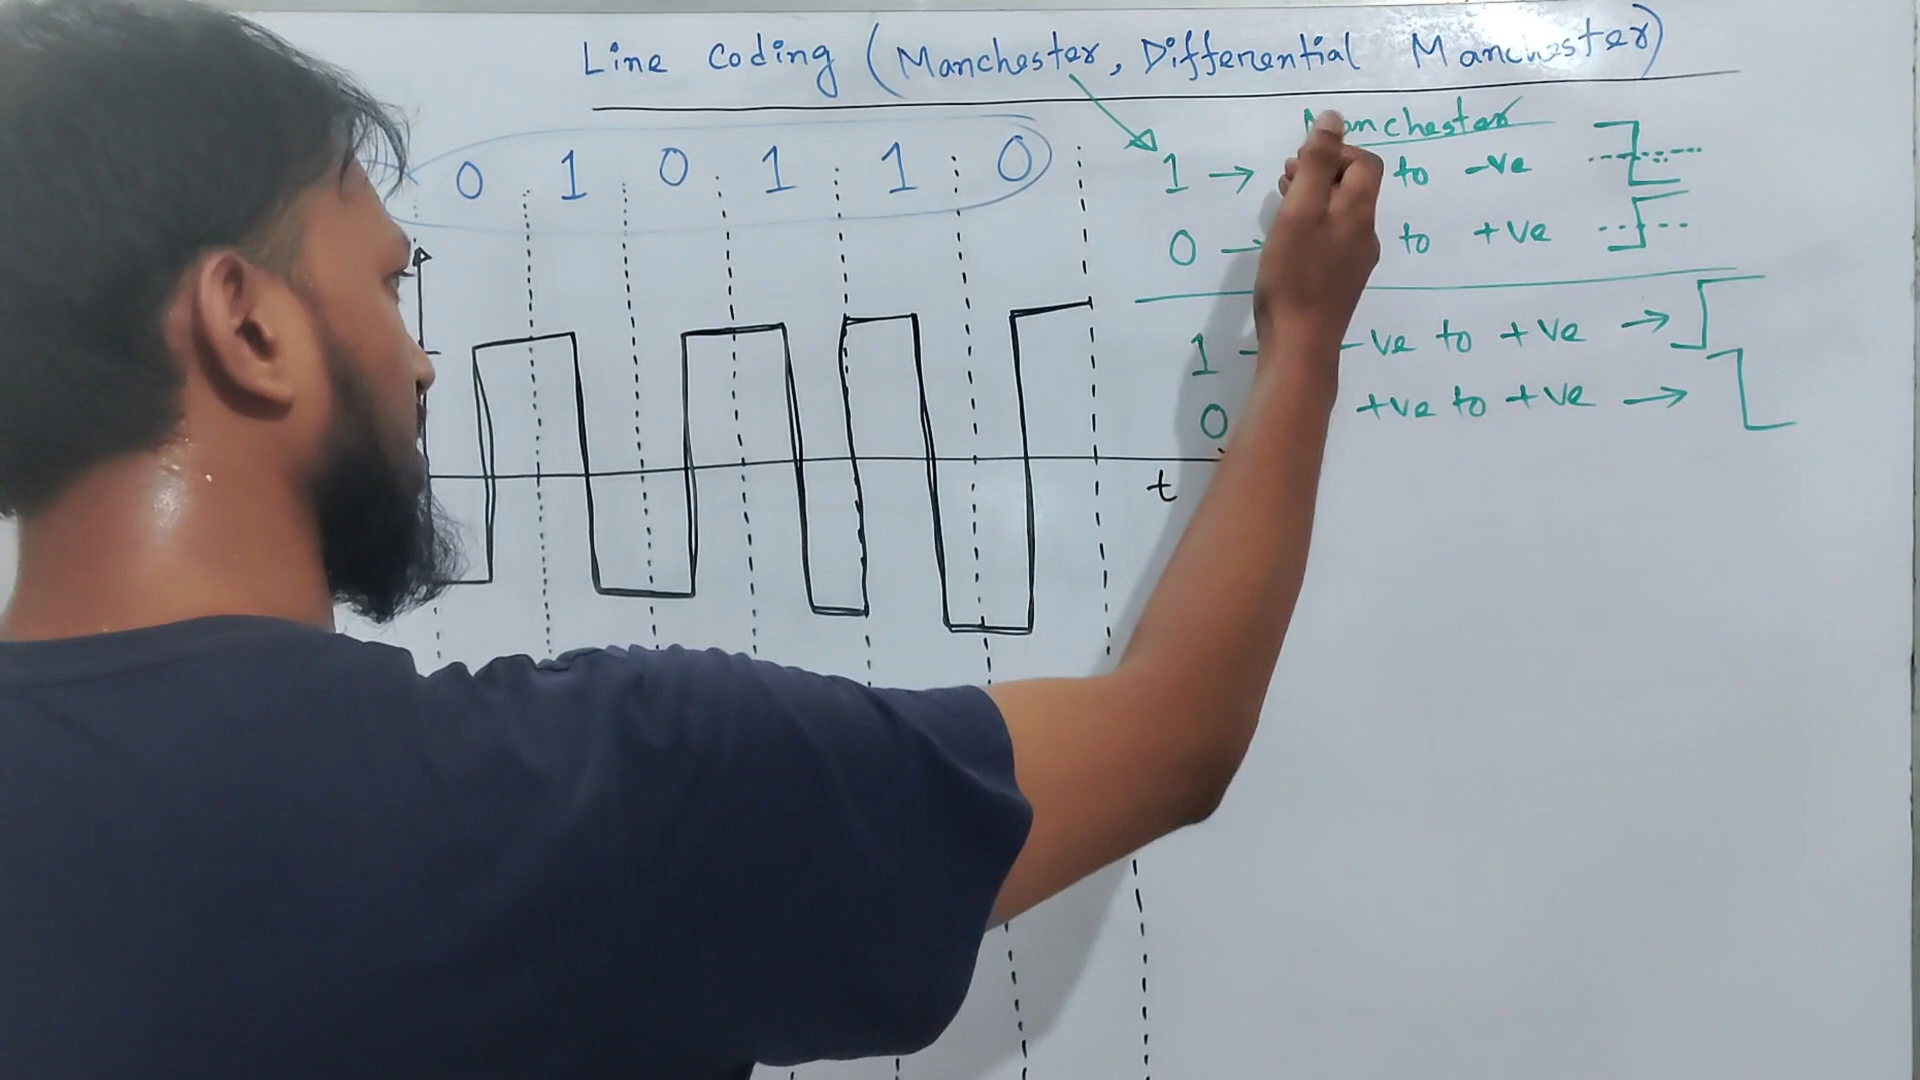 Line Coding (Manchester, Differential Manchester)
Manchester
0 1 0 1 1 0
1 → to -ve
0 → to +ve
1 - -ve to +ve →
0 +ve to +ve →
t